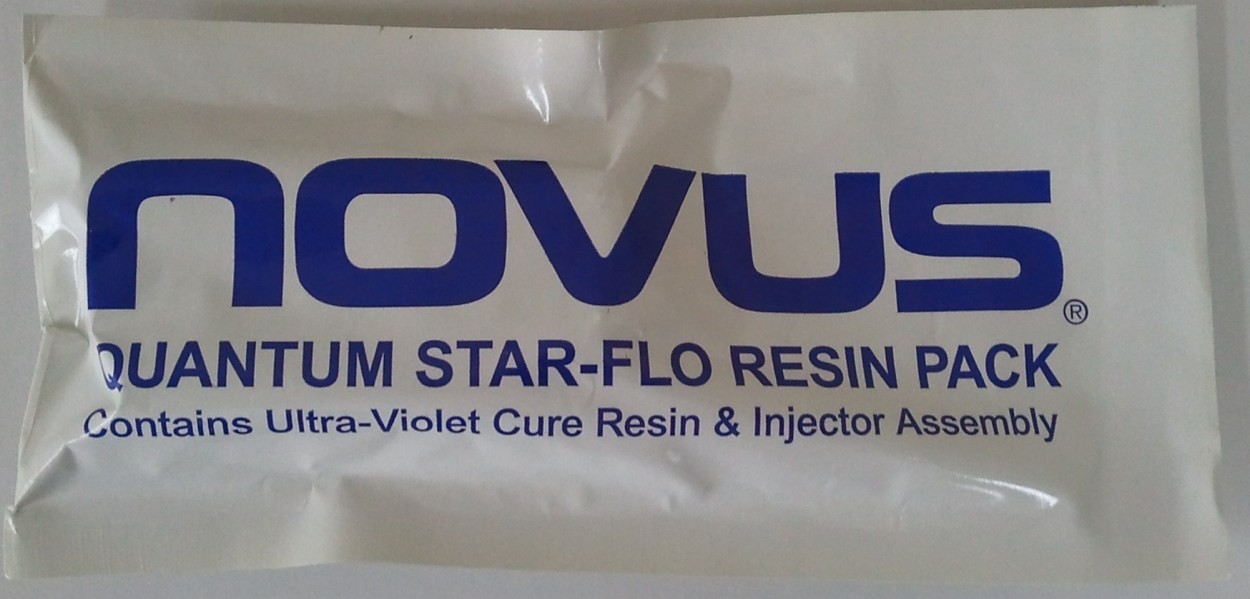 novus®
QUANTUM STAR-FLO RESIN PACK
Contains Ultra-Violet Cure Resin & Injector Assembly